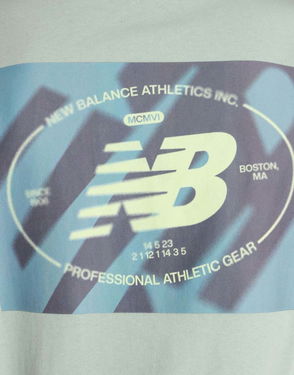 NEW BALANCE ATHLETICS INC.
MCMVI
SINCE
1906
NB
BOSTON,
MA
14 5 23
2 1 12 1 14 3 5
PROFESSIONAL ATHLETIC GEAR